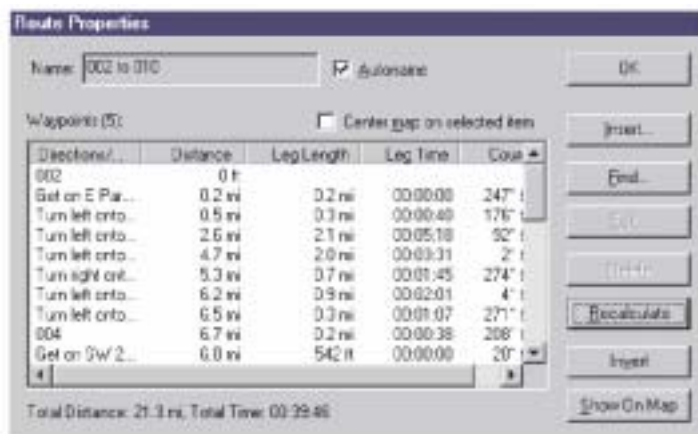 Route Properties
Name: 002 to 010
Autoname
OK
Waypoints (5):
Center map on selected item
Insert...
Directions/... Distance Leg Length Leg Time Cour
002 0 ft
Get on E Par... 0.2 mi 0.2 mi 00:00:00 247° t
Turn left onto... 0.5 mi 0.3 mi 00:00:40 176° t
Turn left onto... 2.6 mi 2.1 mi 00:05:18 92° t
Turn left onto... 4.7 mi 2.0 mi 00:03:31 2° t
Turn right ont... 5.3 mi 0.7 mi 00:01:45 274° t
Turn left onto... 6.2 mi 0.9 mi 00:02:01 4° t
Turn left onto... 6.5 mi 0.3 mi 00:01:07 271° t
004 6.7 mi 0.2 mi 00:00:38 208° t
Get on SW 2... 6.8 mi 542 ft 00:00:00 20° t
Find...
Delete
Recalculate
Invert
Show On Map
Total Distance: 21.3 mi, Total Time: 00:39:46